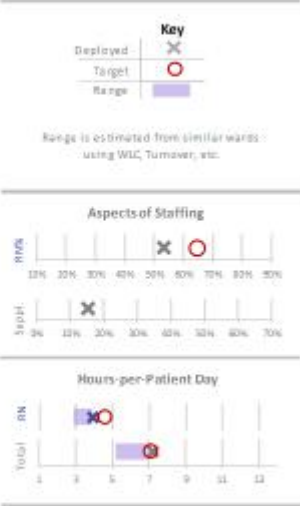 Key
Deployed
Target
Range
Range is estimated from similar wards
using WLC, Turnover, etc.
Aspects of Staffing
RN%
10% 20% 30% 40% 50% 60% 70% 80% 90%
Suppl.
0% 10% 20% 30% 40% 50% 60% 70%
Hours-per-Patient Day
RN
Total
1 3 5 7 9 11 13